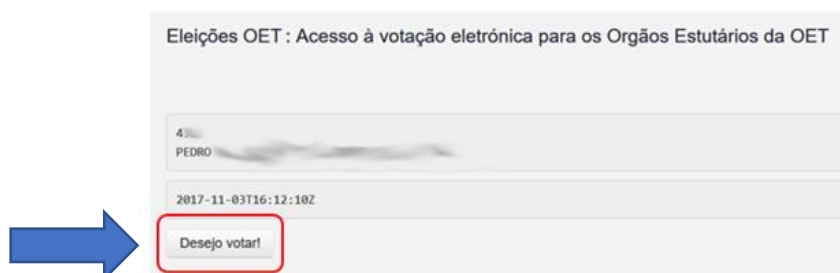 Eleições OET : Acesso à votação eletrónica para os Orgãos Estutários da OET
4
PEDRO
2017-11-03T16:12:10Z
Desejo votar!